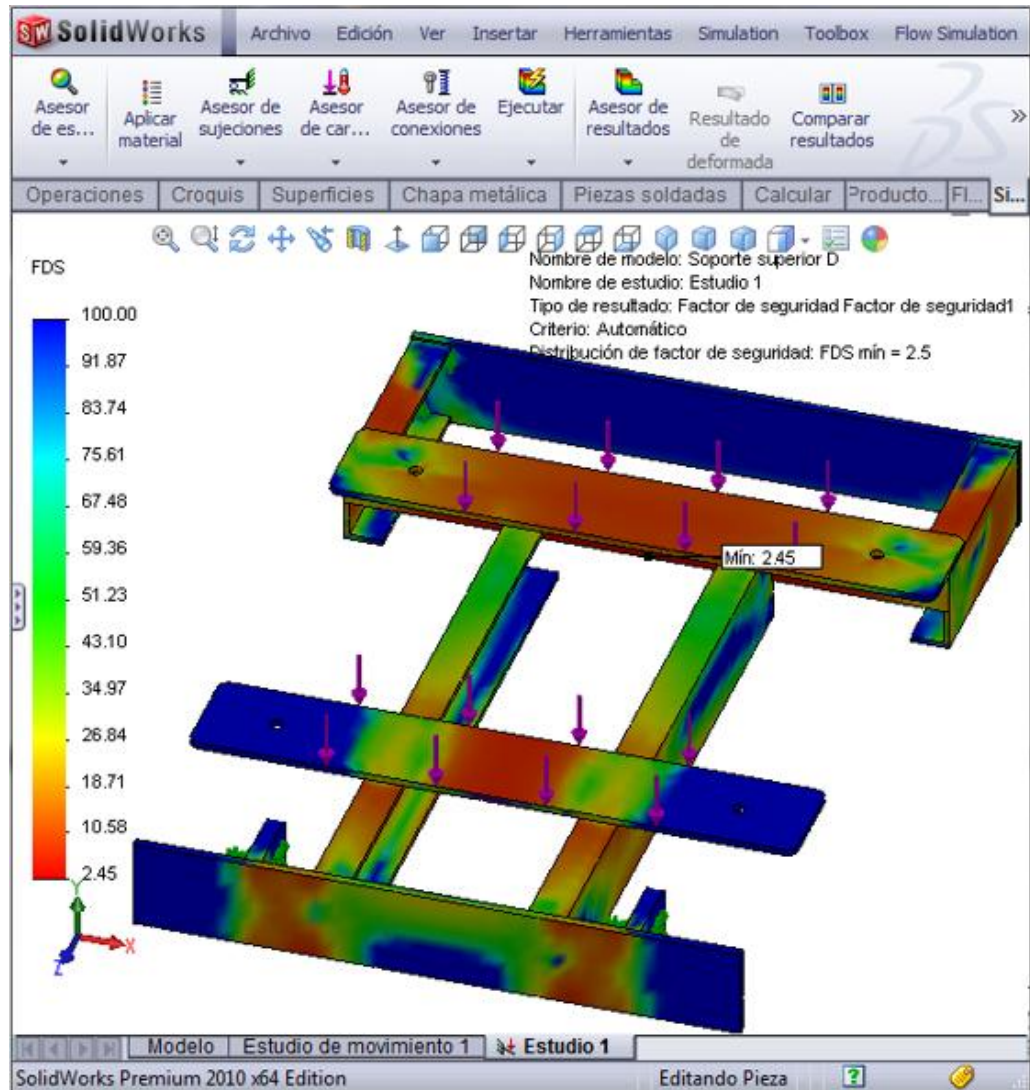 SolidWorks Archivo Edición Ver Insertar Herramientas Simulation Toolbox Flow Simulation
Asesor de es...
Aplicar material
Asesor de sujeciones
Asesor de car...
Asesor de conexiones
Ejecutar
Asesor de resultados
Resultado de deformada
Comparar resultados
»
Operaciones Croquis Superficies Chapa metálica Piezas soldadas Calcular Producto... Fl... Si...
Nombre de modelo: Soporte superior D
Nombre de estudio: Estudio 1
Tipo de resultado: Factor de seguridad Factor de seguridad1
Criterio: Automático
Distribución de factor de seguridad: FDS mín = 2.5
FDS
100.00
91.87
83.74
75.61
67.48
59.36
51.23
43.10
34.97
26.84
18.71
10.58
2.45
Mín: 2.45
Y
X
Z
Modelo Estudio de movimiento 1 Estudio 1
SolidWorks Premium 2010 x64 Edition Editando Pieza